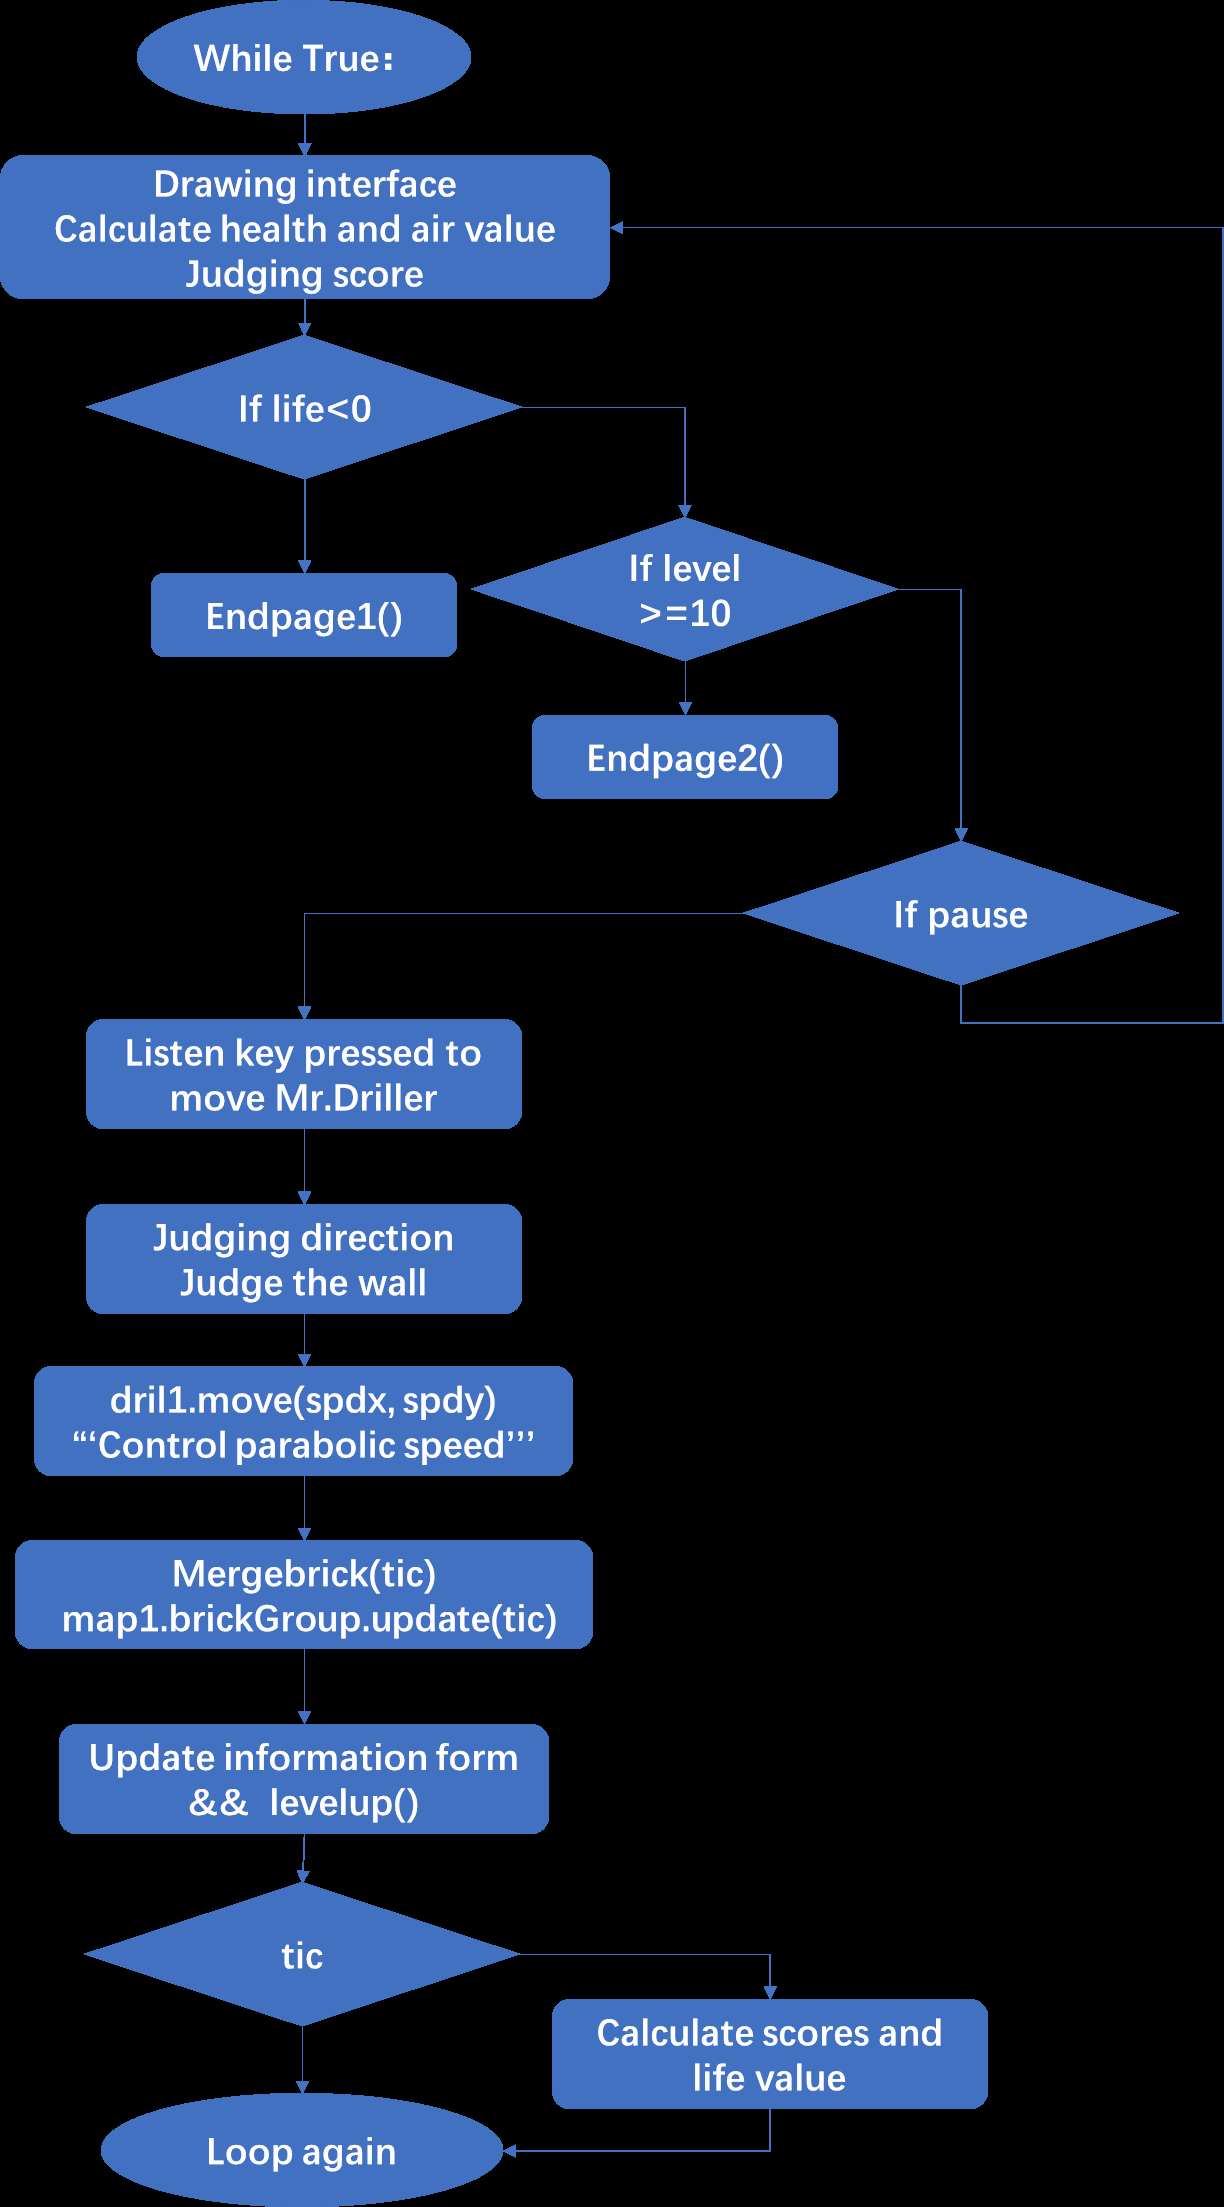 While True：
Drawing interface
Calculate health and air value
Judging score
If life<0
If level
>=10
Endpage1()
Endpage2()
If pause
Listen key pressed to
move Mr.Driller
Judging direction
Judge the wall
dril1.move(spdx, spdy)
“‘Control parabolic speed’’’
Mergebrick(tic)
map1.brickGroup.update(tic)
Update information form
&& levelup()
tic
Calculate scores and
life value
Loop again